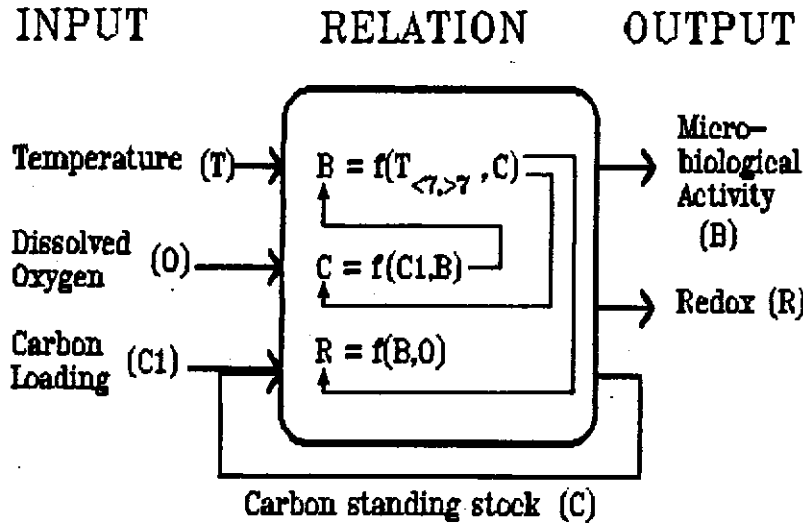 INPUT RELATION OUTPUT
Temperature (T)
B = f(T<7,>7 ,C)
Micro-
biological
Activity
(B)
Dissolved
Oxygen (O)
C = f(C1,B)
Redox (R)
Carbon
Loading (C1)
R = f(B,O)
Carbon standing stock (C)